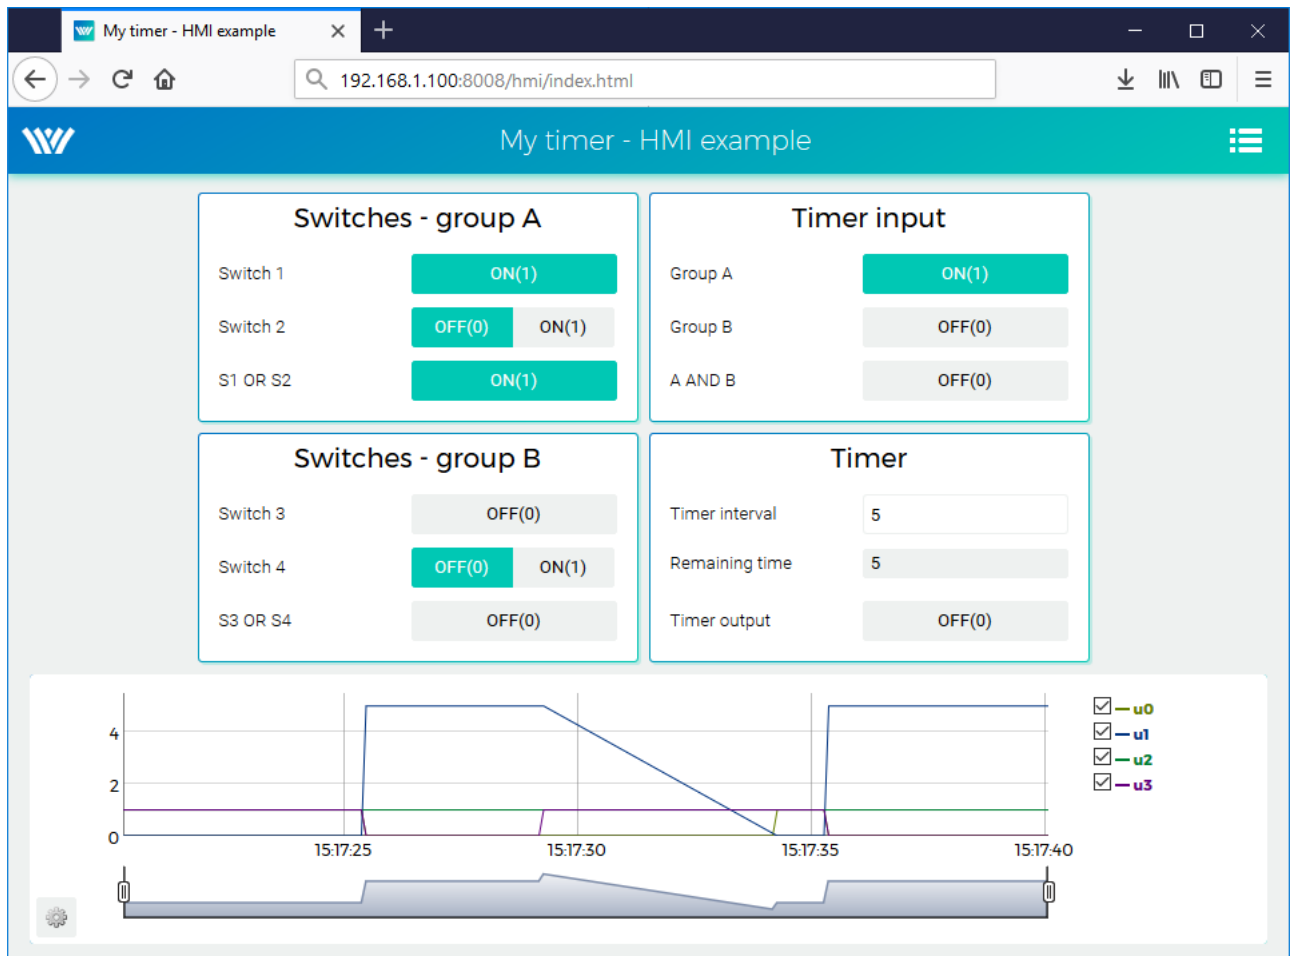 My timer - HMI example
192.168.1.100:8008/hmi/index.html
My timer - HMI example
Switches - group A
Switch 1 ON(1)
Switch 2 OFF(0) ON(1)
S1 OR S2 ON(1)
Timer input
Group A ON(1)
Group B OFF(0)
A AND B OFF(0)
Switches - group B
Switch 3 OFF(0)
Switch 4 OFF(0) ON(1)
S3 OR S4 OFF(0)
Timer
Timer interval 5
Remaining time 5
Timer output OFF(0)
4
2
0
15:17:25 15:17:30 15:17:35 15:17:40
u0
u1
u2
u3